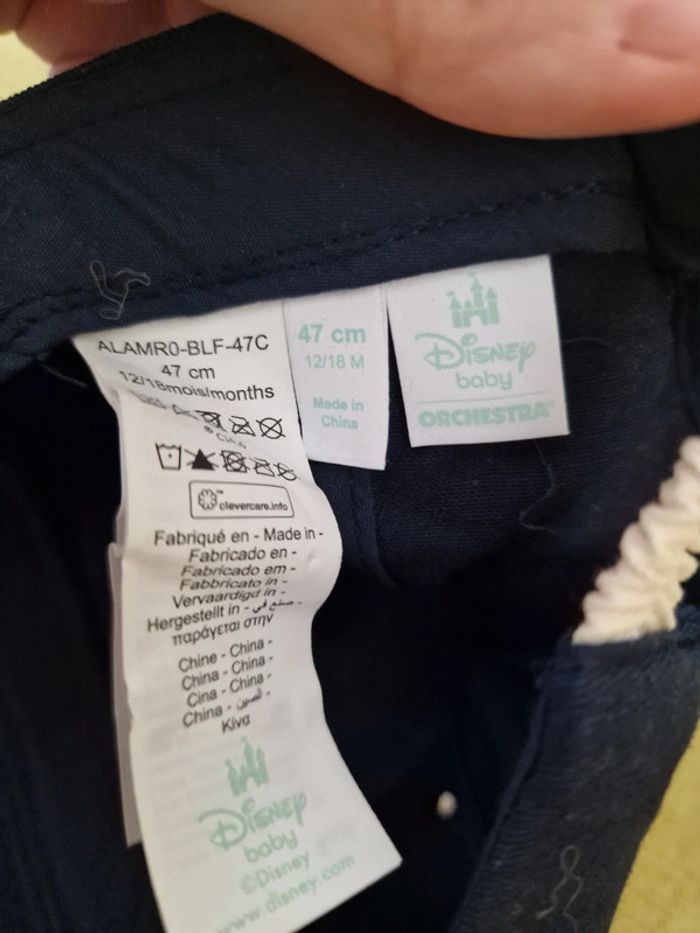 ALAMR0-BLF-47C
47 cm
12/18mois/months
clevercare.info
Fabriqué en - Made in -
Fabricado en -
Fabricado em -
Fabbricato in -
Vervaardigd in -
Hergestellt in - صنع في -
παράγεται στην
Chine - China -
China - China -
Cina - China -
China - الصين -
Κίνα
DISNEY
baby
©Disney
www.disney.com
47 cm
12/18 M
Made in
China
DISNEY
baby
ORCHESTRA